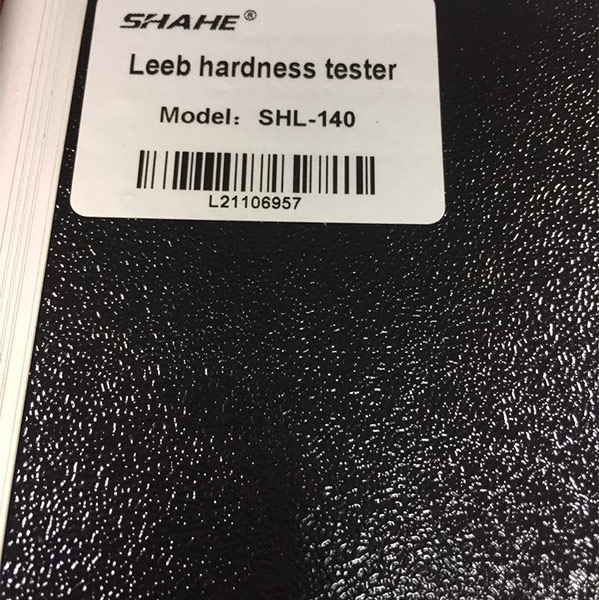 SHAHE®
Leeb hardness tester
Model: SHL-140
L21106957